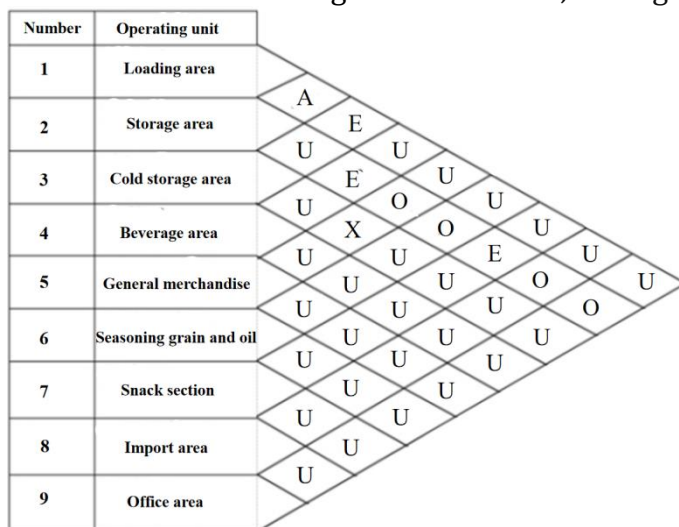 Number Operating unit
1 Loading area
A
2 Storage area E
U U
3 Cold storage area E U
U O U
4 Beverage area X O U
U U E U
5 General merchandise U U O U
U U U O
6 Seasoning grain and oil U U U
U U U
7 Snack section U U
U U
8 Import area U
U
9 Office area